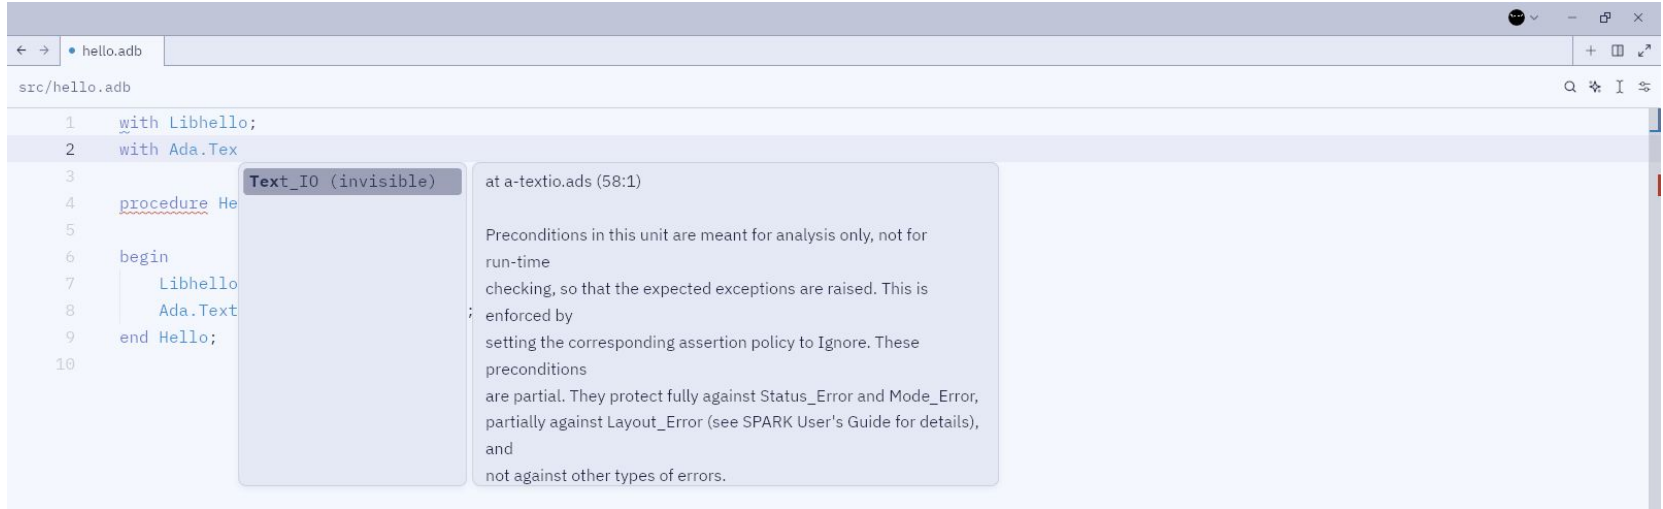 hello.adb
src/hello.adb
1 with Libhello;
2 with Ada.Tex
3
4 procedure He
5
6 begin
7 Libhello
8 Ada.Text ;
9 end Hello;
10
Text_IO (invisible)
at a-textio.ads (58:1)
Preconditions in this unit are meant for analysis only, not for
run-time
checking, so that the expected exceptions are raised. This is
enforced by
setting the corresponding assertion policy to Ignore. These
preconditions
are partial. They protect fully against Status_Error and Mode_Error,
partially against Layout_Error (see SPARK User's Guide for details),
and
not against other types of errors.